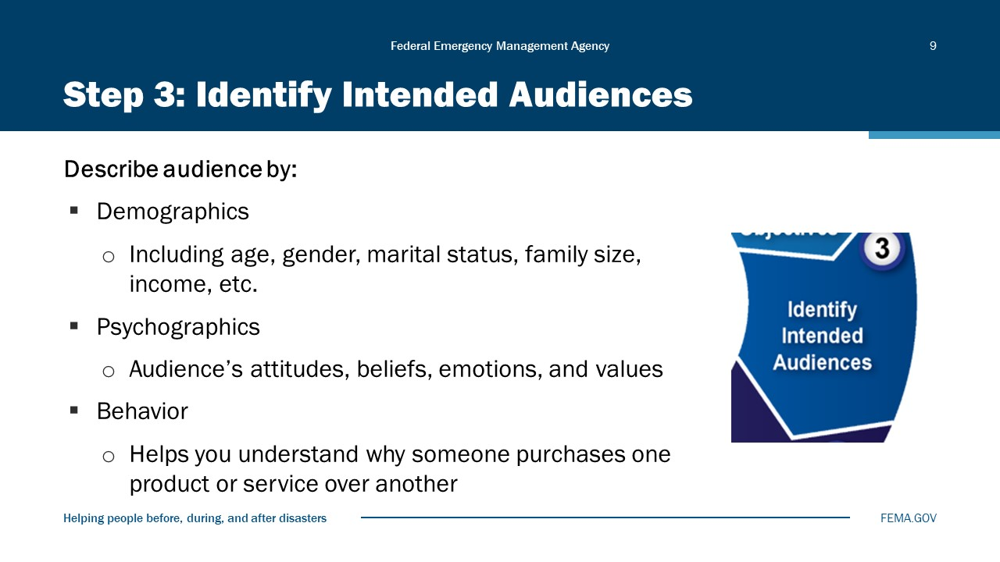 Federal Emergency Management Agency
9
Step 3: Identify Intended Audiences
Describe audience by:
▪ Demographics
o Including age, gender, marital status, family size,
income, etc.
▪ Psychographics
o Audience’s attitudes, beliefs, emotions, and values
▪ Behavior
o Helps you understand why someone purchases one
product or service over another
Objectives
3
Identify
Intended
Audiences
Helping people before, during, and after disasters
FEMA.GOV